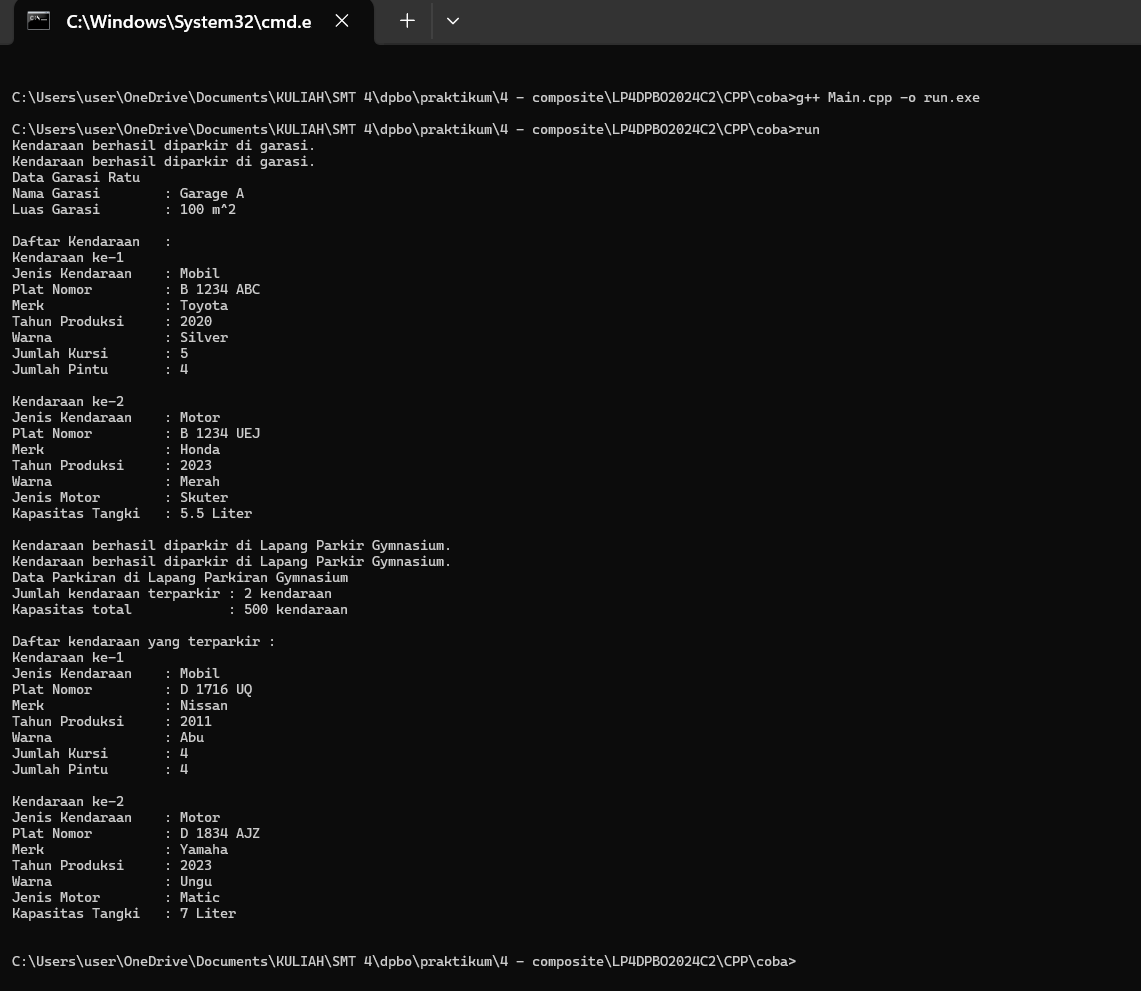 C:\Windows\System32\cmd.e
C:\Users\user\OneDrive\Documents\KULIAH\SMT 4\dpbo\praktikum\4 - composite\LP4DPBO2024C2\CPP\coba>g++ Main.cpp -o run.exe
C:\Users\user\OneDrive\Documents\KULIAH\SMT 4\dpbo\praktikum\4 - composite\LP4DPBO2024C2\CPP\coba>run
Kendaraan berhasil diparkir di garasi.
Kendaraan berhasil diparkir di garasi.
Data Garasi Ratu
Nama Garasi        : Garage A
Luas Garasi        : 100 m^2
Daftar Kendaraan   :
Kendaraan ke-1
Jenis Kendaraan    : Mobil
Plat Nomor         : B 1234 ABC
Merk               : Toyota
Tahun Produksi     : 2020
Warna              : Silver
Jumlah Kursi       : 5
Jumlah Pintu       : 4
Kendaraan ke-2
Jenis Kendaraan    : Motor
Plat Nomor         : B 1234 UEJ
Merk               : Honda
Tahun Produksi     : 2023
Warna              : Merah
Jenis Motor        : Skuter
Kapasitas Tangki   : 5.5 Liter
Kendaraan berhasil diparkir di Lapang Parkir Gymnasium.
Kendaraan berhasil diparkir di Lapang Parkir Gymnasium.
Data Parkiran di Lapang Parkiran Gymnasium
Jumlah kendaraan terparkir : 2 kendaraan
Kapasitas total            : 500 kendaraan
Daftar kendaraan yang terparkir :
Kendaraan ke-1
Jenis Kendaraan    : Mobil
Plat Nomor         : D 1716 UQ
Merk               : Nissan
Tahun Produksi     : 2011
Warna              : Abu
Jumlah Kursi       : 4
Jumlah Pintu       : 4
Kendaraan ke-2
Jenis Kendaraan    : Motor
Plat Nomor         : D 1834 AJZ
Merk               : Yamaha
Tahun Produksi     : 2023
Warna              : Ungu
Jenis Motor        : Matic
Kapasitas Tangki   : 7 Liter
C:\Users\user\OneDrive\Documents\KULIAH\SMT 4\dpbo\praktikum\4 - composite\LP4DPBO2024C2\CPP\coba>